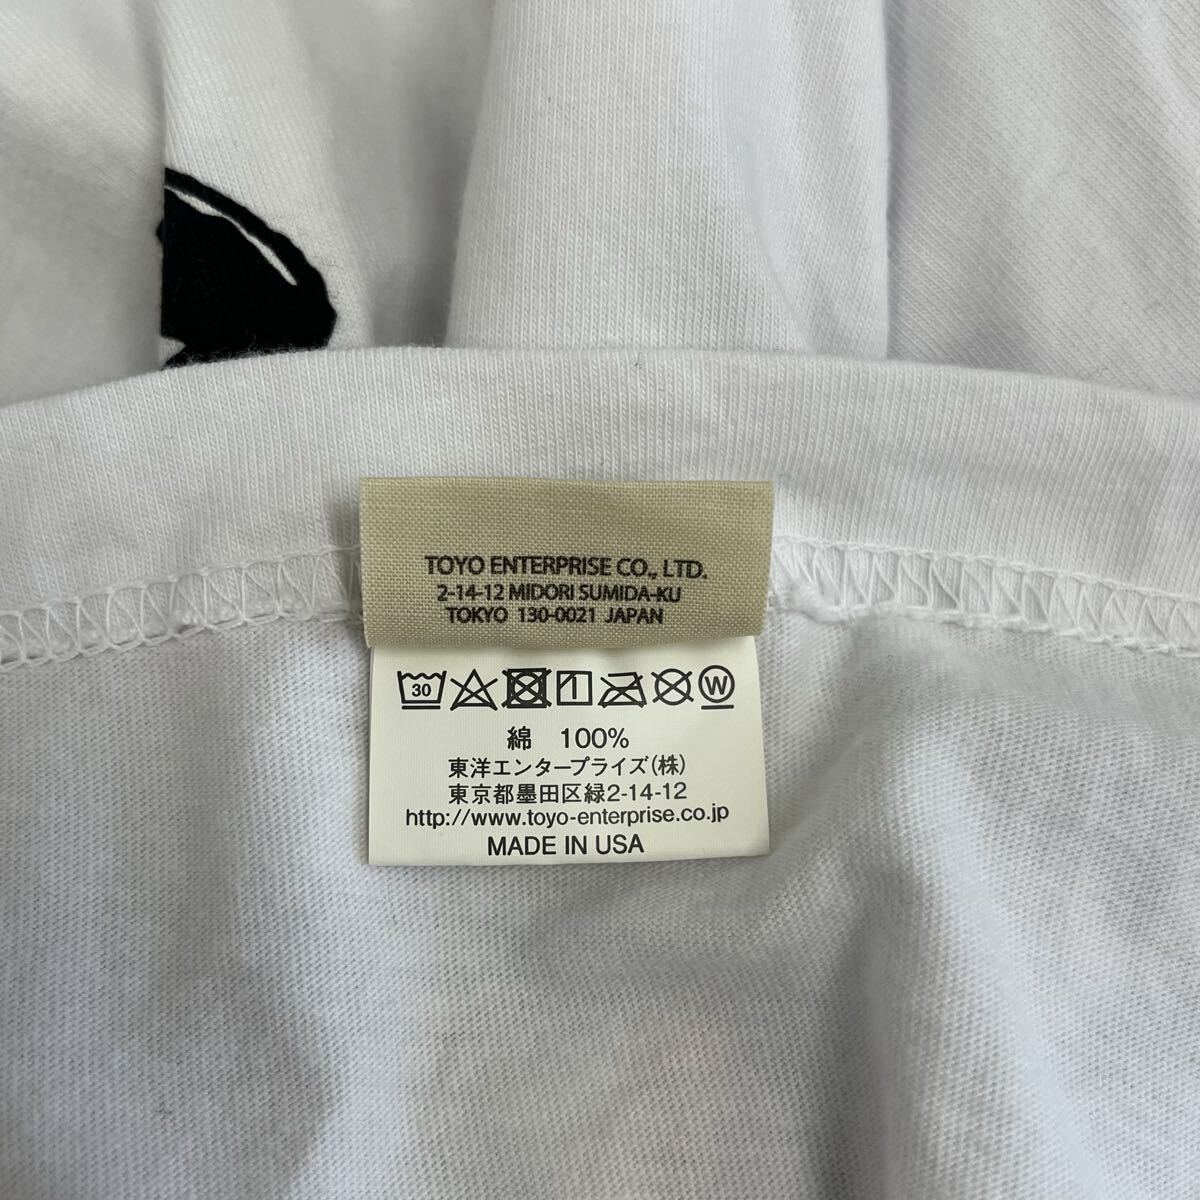 TOYO ENTERPRISE CO., LTD.
2-14-12 MIDORI SUMIDA-KU
TOKYO 130-0021 JAPAN
30 W
綿 100%
東洋エンタープライズ(株)
東京都墨田区緑2-14-12
http://www.toyo-enterprise.co.jp
MADE IN USA